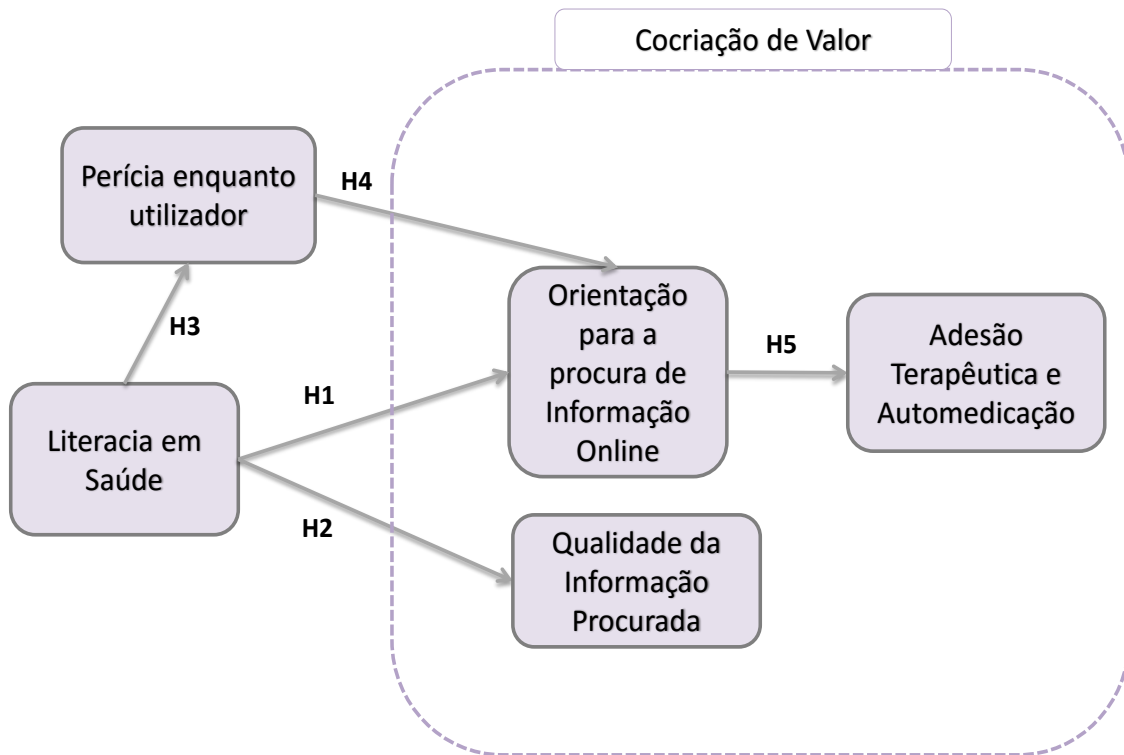 Cocriação de Valor
Perícia enquanto
utilizador
H4
H3
Orientação
para a
procura de
Informação
Online
H5
Adesão
Terapêutica e
Automedicação
H1
Literacia em
Saúde
H2
Qualidade da
Informação
Procurada